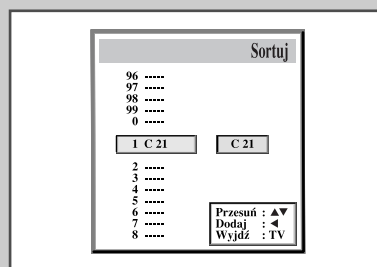 Sortuj
96 -----
97 -----
98 -----
99 -----
0 -----
1 C 21 C 21
2 -----
3 -----
4 -----
5 -----
6 -----
7 -----
8 -----
Przesuń : ▲▼
Dodaj : ◀
Wyjdź : TV